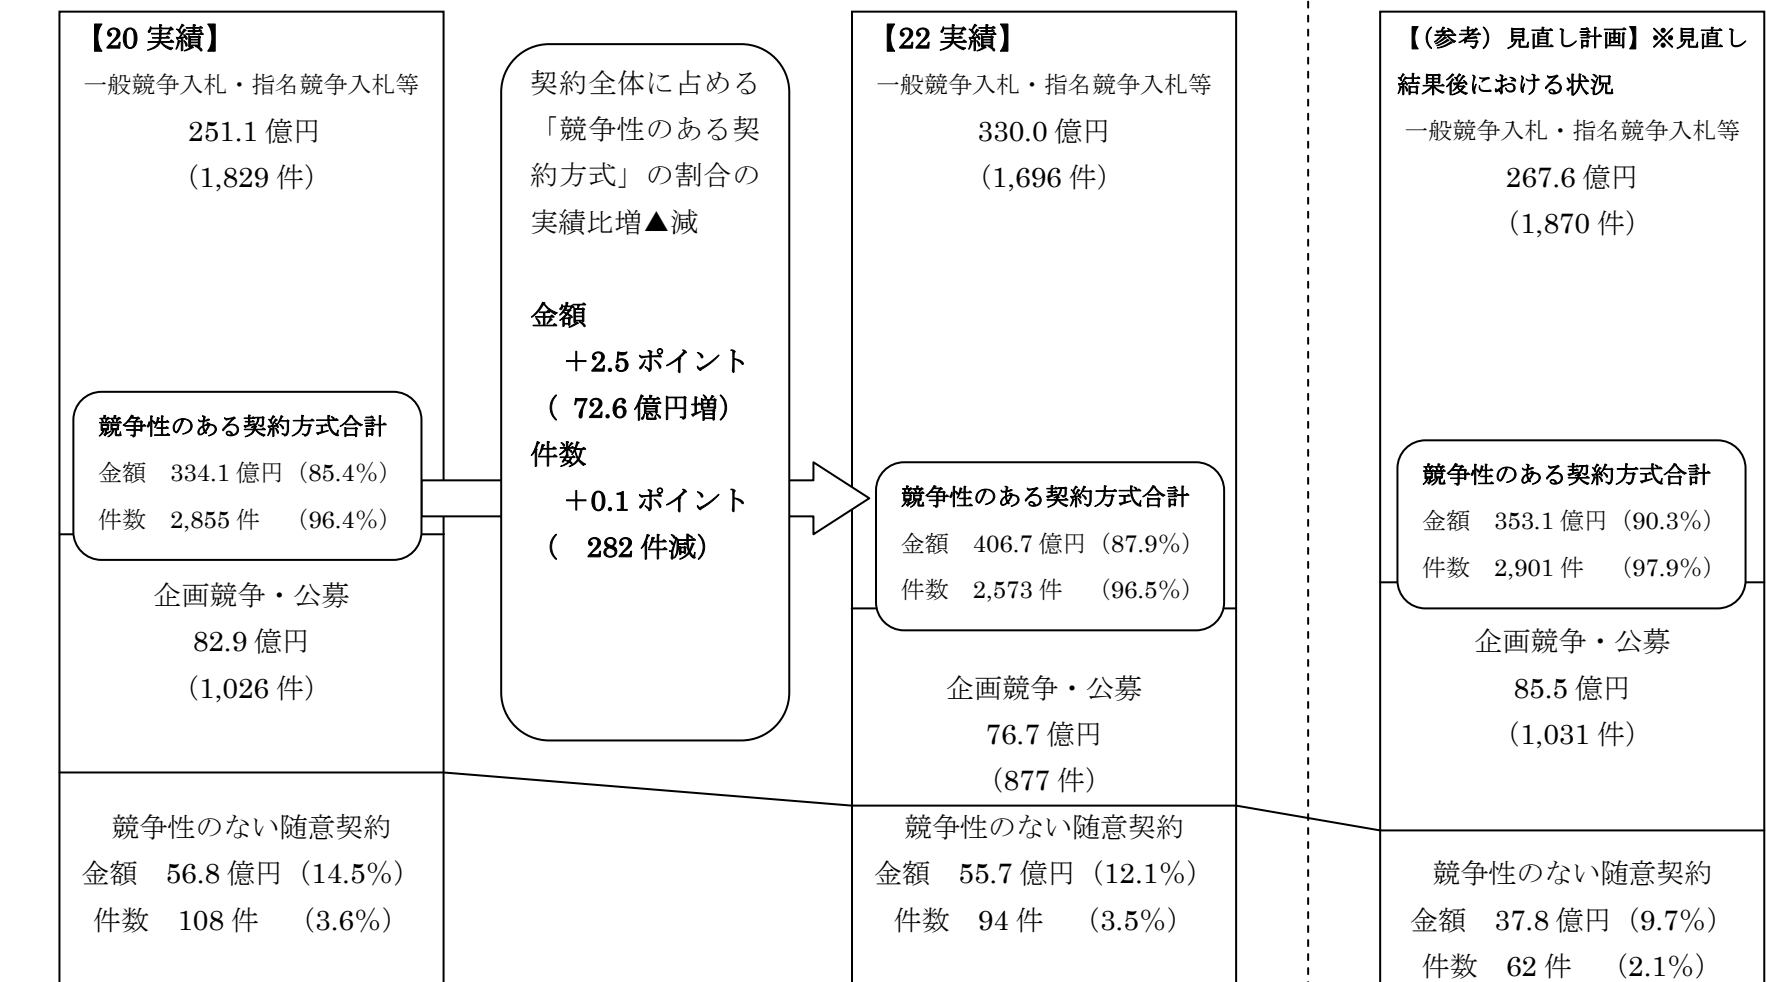 【20 実績】
一般競争入札・指名競争入札等
251.1 億円
（1,829 件）
競争性のある契約方式合計
金額　334.1 億円（85.4%）
件数　2,855 件　（96.4%）
企画競争・公募
82.9 億円
（1,026 件）
競争性のない随意契約
金額　56.8 億円（14.5%）
件数　108 件　（3.6%）
契約全体に占める
「競争性のある契
約方式」の割合の
実績比増▲減
金額
＋2.5 ポイント
（ 72.6 億円増）
件数
＋0.1 ポイント
（　282 件減）
【22 実績】
一般競争入札・指名競争入札等
330.0 億円
（1,696 件）
競争性のある契約方式合計
金額　406.7 億円（87.9%）
件数　2,573 件　（96.5%）
企画競争・公募
76.7 億円
（877 件）
競争性のない随意契約
金額　55.7 億円（12.1%）
件数　94 件　（3.5%）
【（参考）見直し計画】※見直し
結果後における状況
一般競争入札・指名競争入札等
267.6 億円
（1,870 件）
競争性のある契約方式合計
金額　353.1 億円（90.3%）
件数　2,901 件　（97.9%）
企画競争・公募
85.5 億円
（1,031 件）
競争性のない随意契約
金額　37.8 億円（9.7%）
件数　62 件　（2.1%）